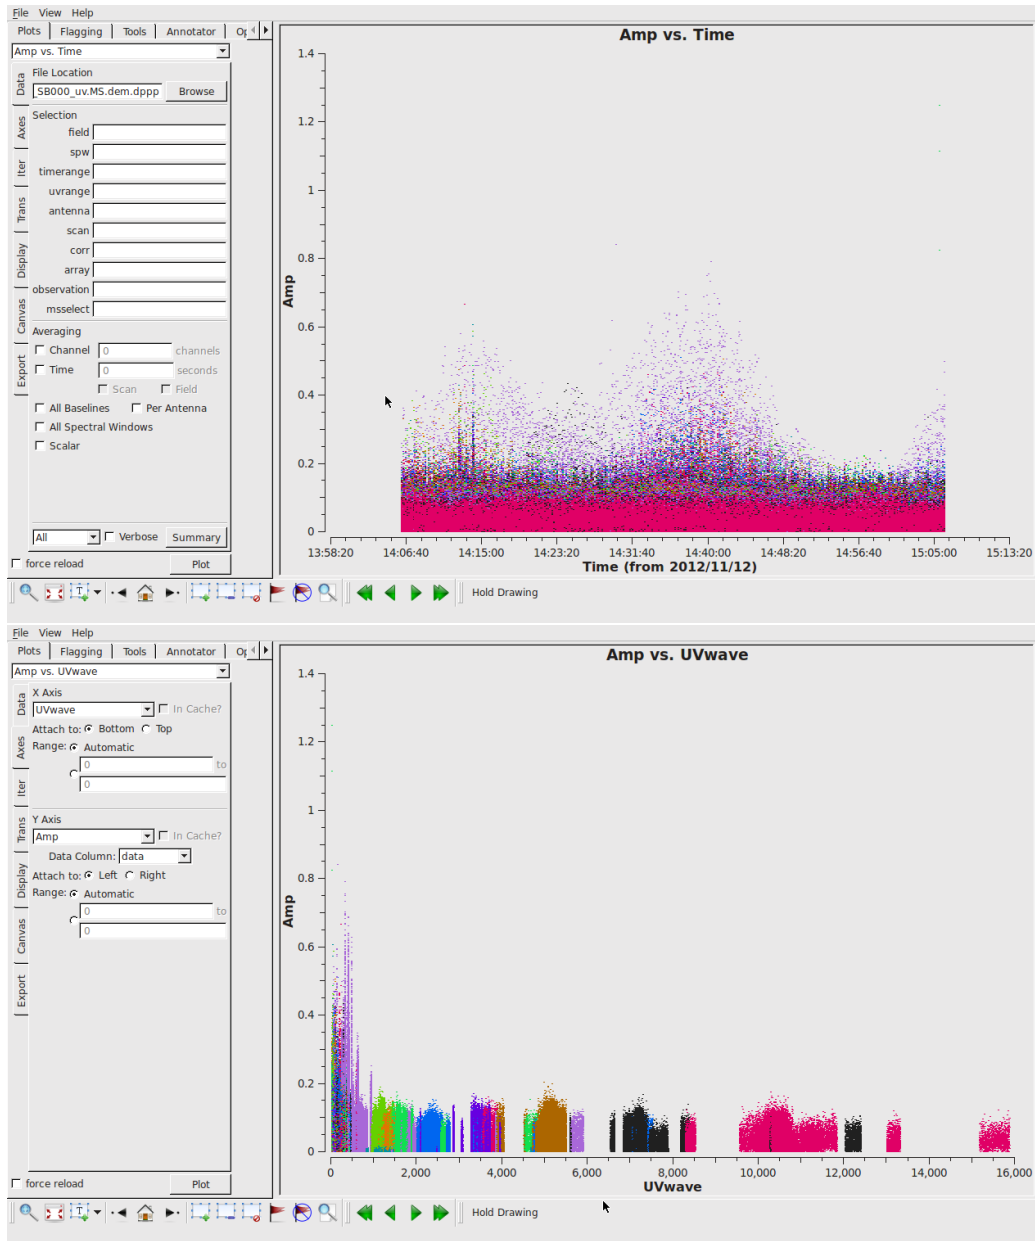 File View Help
Plots Flagging Tools Annotator Op
Amp vs. Time
Data
Axes
Iter
Trans
Display
Canvas
Export
File Location
_SB000_uv.MS.dem.dppp Browse
Selection
field
spw
timerange
uvrange
antenna
scan
corr
array
observation
msselect
Averaging
Channel 0 channels
Time 0 seconds
Scan Field
All Baselines Per Antenna
All Spectral Windows
Scalar
All Verbose Summary
force reload Plot
Amp vs. Time
1.4
1.2
1
0.8
0.6
0.4
0.2
0
Amp
13:58:20 14:06:40 14:15:00 14:23:20 14:31:40 14:40:00 14:48:20 14:56:40 15:05:00 15:13:20
Time (from 2012/11/12)
T Hold Drawing
File View Help
Plots Flagging Tools Annotator Op
Amp vs. UVwave
Data
Axes
Iter
Trans
Display
Canvas
Export
X Axis
UVwave In Cache?
Attach to: Bottom Top
Range: Automatic
0 to
0
Y Axis
Amp In Cache?
Data Column: data
Attach to: Left Right
Range: Automatic
0 to
0
force reload Plot
Amp vs. UVwave
1.4
1.2
1
0.8
0.6
0.4
0.2
0
Amp
0 2,000 4,000 6,000 8,000 10,000 12,000 14,000 16,000
UVwave
T Hold Drawing